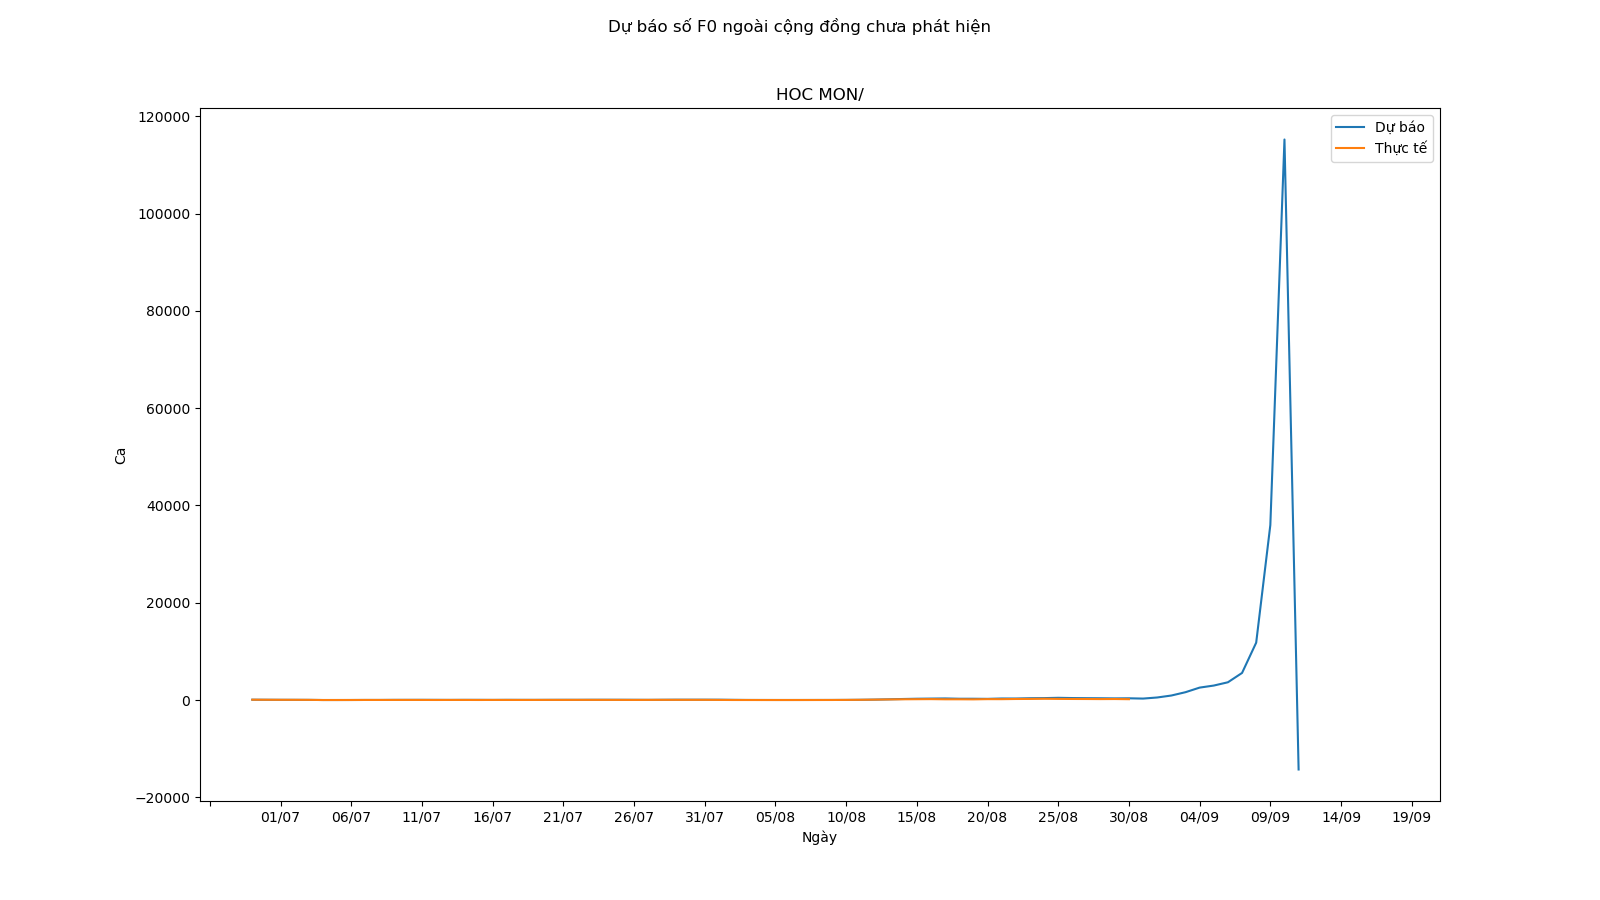 Dự báo số F0 ngoài cộng đồng chưa phát hiện
HOC MON/
120000
100000
80000
60000
40000
20000
0
−20000
Ca
Dự báo
Thực tế
01/07 06/07 11/07 16/07 21/07 26/07 31/07 05/08 10/08 15/08 20/08 25/08 30/08 04/09 09/09 14/09 19/09
Ngày